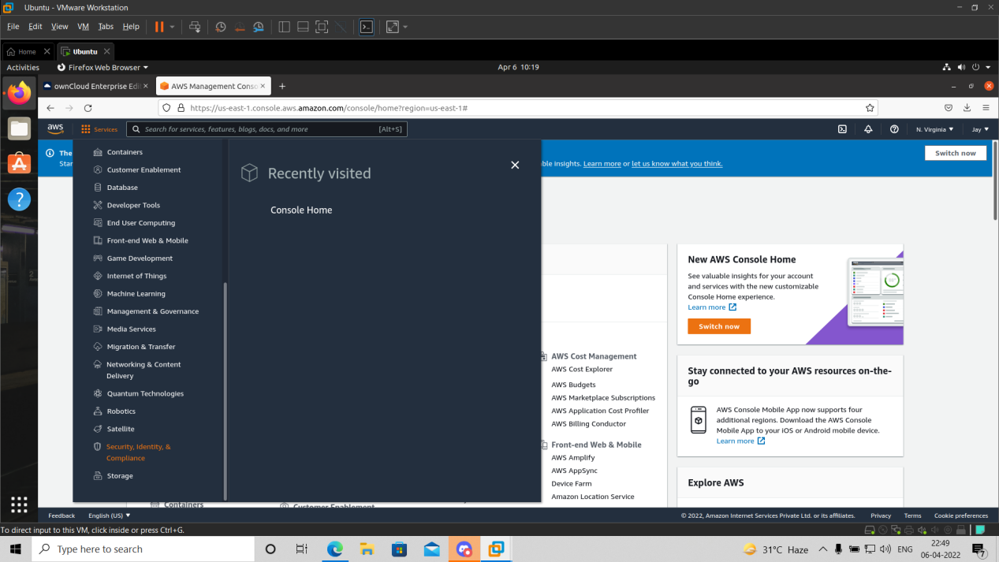 Ubuntu - VMware Workstation
File Edit View VM Tabs Help
Home
Ubuntu
Activities
Firefox Web Browser
Apr 6 10:19
ownCloud Enterprise Edi
AWS Management Conso
https://us-east-1.console.aws.amazon.com/console/home?region=us-east-1#
aws
Services
Search for services, features, blogs, docs, and more
[Alt+S]
N. Virginia
Jay
The
Star
ble insights. Learn more or let us know what you think.
Switch now
Containers
Customer Enablement
Database
Developer Tools
End User Computing
Front-end Web & Mobile
Game Development
Internet of Things
Machine Learning
Management & Governance
Media Services
Migration & Transfer
Networking & Content
Delivery
Quantum Technologies
Robotics
Satellite
Security, Identity, &
Compliance
Storage
Recently visited
Console Home
AWS Cost Management
AWS Cost Explorer
AWS Budgets
AWS Marketplace Subscriptions
AWS Application Cost Profiler
AWS Billing Conductor
Front-end Web & Mobile
AWS Amplify
AWS AppSync
Device Farm
Amazon Location Service
Containers
Customer Enablement
New AWS Console Home
See valuable insights for your account
and services with the new customizable
Console Home experience.
Learn more
Switch now
Stay connected to your AWS resources on-the-
go
AWS Console Mobile App now supports four
additional regions. Download the AWS Console
Mobile App to your iOS or Android mobile device.
Learn more
Explore AWS
Feedback
English (US)
© 2022, Amazon Internet Services Private Ltd. or its affiliates.
Privacy
Terms
Cookie preferences
To direct input to this VM, click inside or press Ctrl+G.
Type here to search
31°C Haze
ENG
22:49
06-04-2022
7